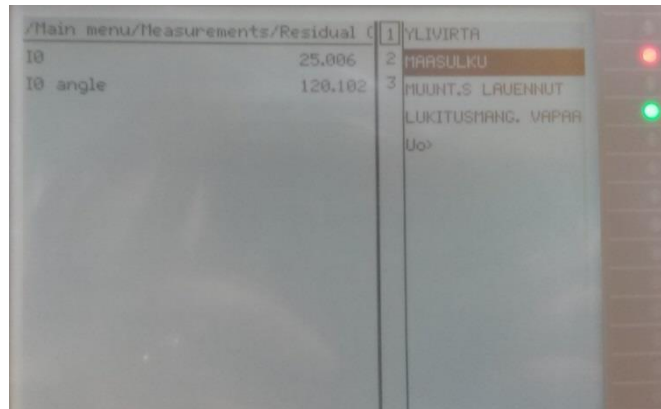 /Main menu/Measurements/Residual C
I0 25.006
I0 angle 120.102
1 YLIVIRTA
2 MAASULKU
3 MUUNT.S LAUENNUT
LUKITUSMANG. VAPAA
Uo>